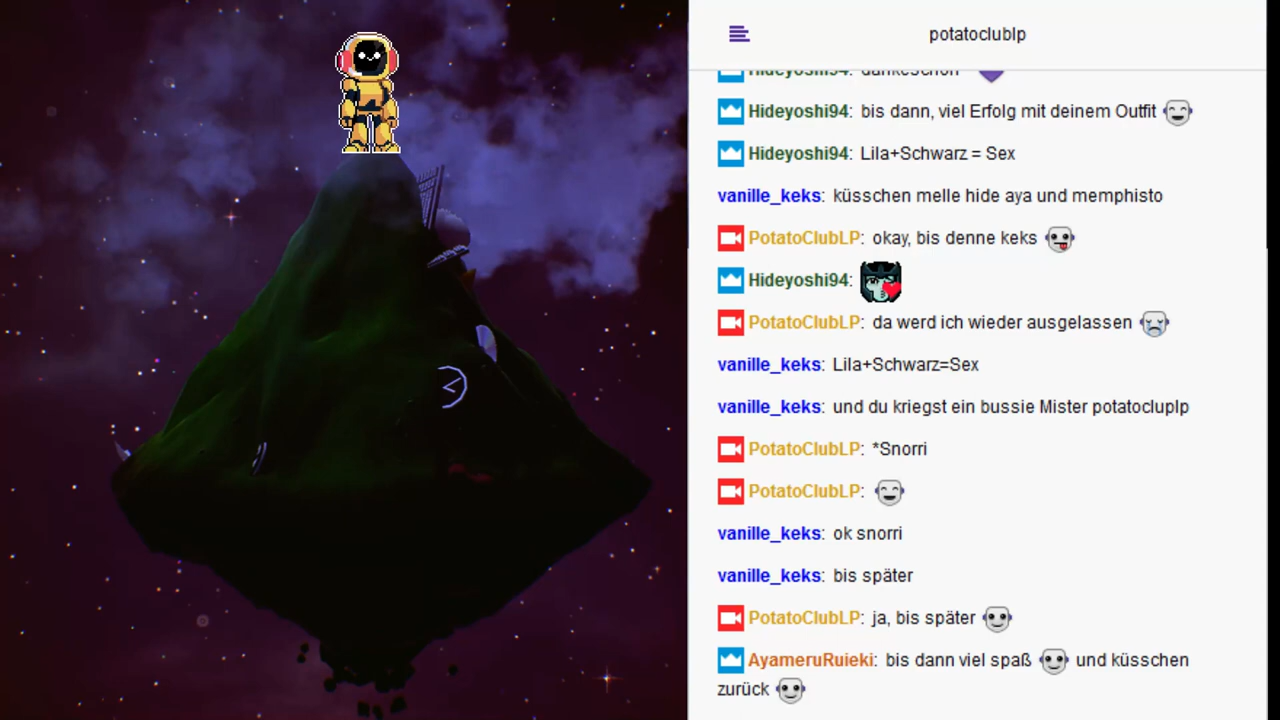 potatoclublp
Hideyoshi94: dankeschön
Hideyoshi94: bis dann, viel Erfolg mit deinem Outfit
Hideyoshi94: Lila+Schwarz = Sex
vanille_keks: küsschen melle hide aya und memphisto
PotatoClubLP: okay, bis denne keks
Hideyoshi94:
PotatoClubLP: da werd ich wieder ausgelassen
vanille_keks: Lila+Schwarz=Sex
vanille_keks: und du kriegst ein bussie Mister potatocluplp
PotatoClubLP: *Snorri
PotatoClubLP:
vanille_keks: ok snorri
vanille_keks: bis später
PotatoClubLP: ja, bis später
AyameruRuieki: bis dann viel spaß und küsschen
zurück